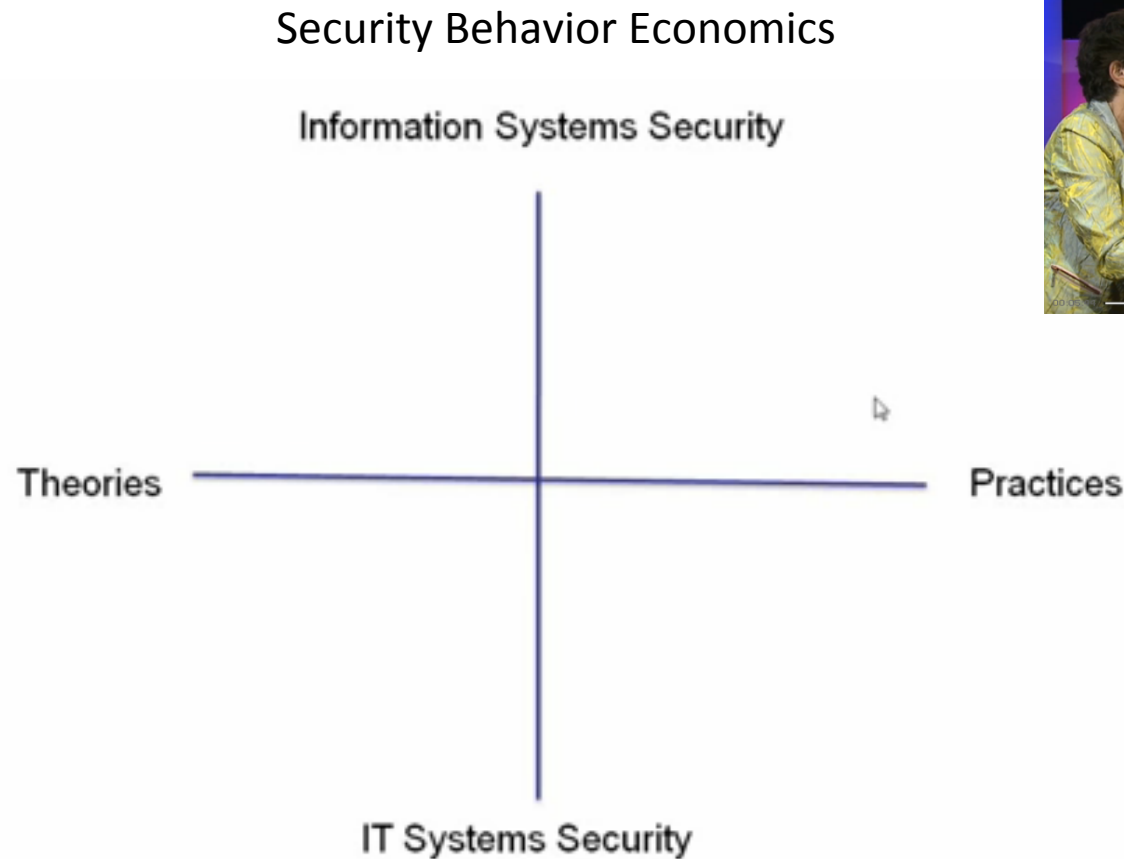 Security Behavior Economics
Information Systems Security
Theories
Practices
IT Systems Security